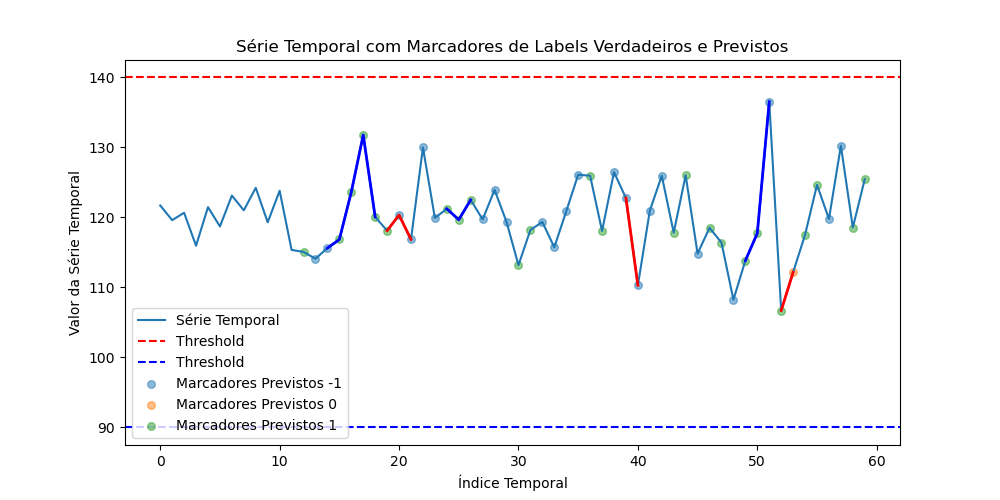 Série Temporal com Marcadores de Labels Verdadeiros e Previstos
Valor da Série Temporal
140
130
120
110
100
90
Série Temporal
Threshold
Threshold
Marcadores Previstos -1
Marcadores Previstos 0
Marcadores Previstos 1
0
10
20
30
40
50
60
Índice Temporal